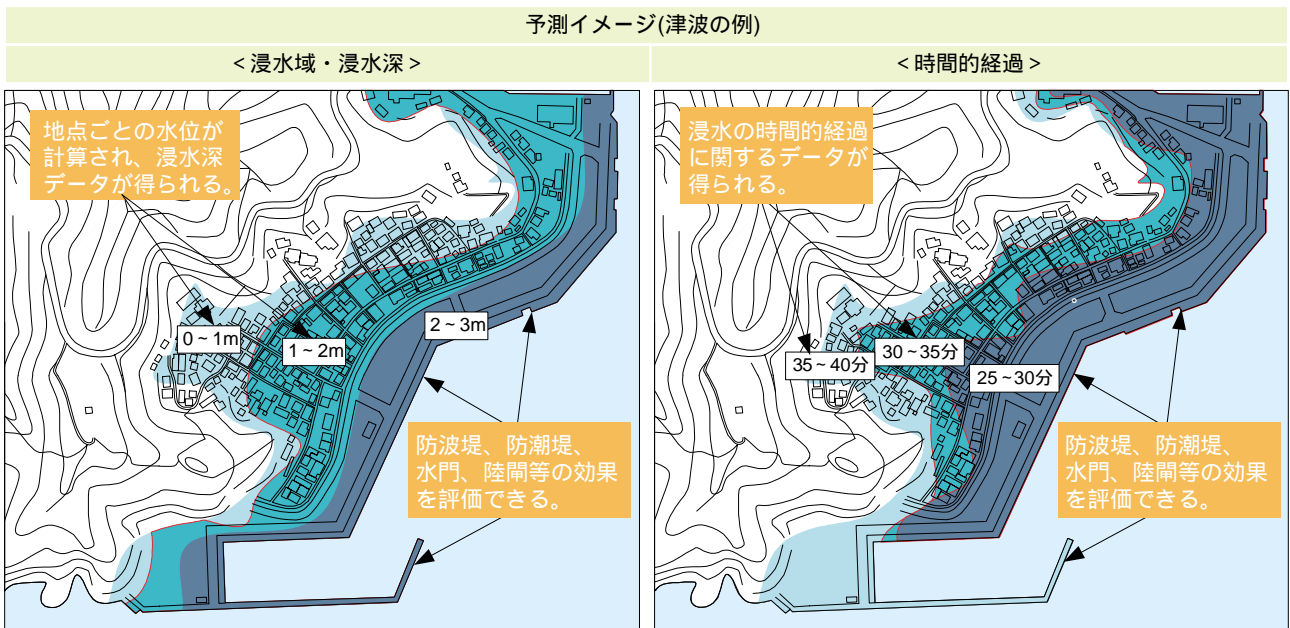 予測イメージ(津波の例)
<浸水域・浸水深>
<時間的経過>
地点ごとの水位が
計算され、浸水深
データが得られる。
0~1m
1~2m
2~3m
防波堤、防潮堤、
水門、陸閘等の効果
を評価できる。
浸水の時間的経過
に関するデータが
得られる。
35~40分
30~35分
25~30分
防波堤、防潮堤、
水門、陸閘等の効果
を評価できる。